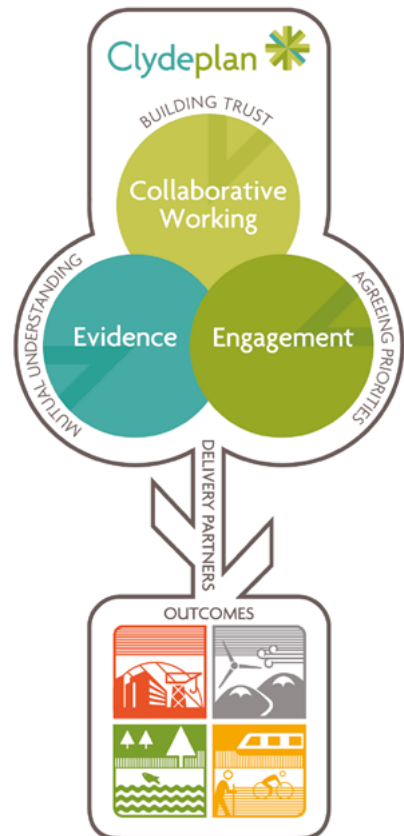 Clydeplan
BUILDING TRUST
Collaborative
Working
MUTUAL UNDERSTANDING
Evidence
Engagement
AGREEING PRIORITIES
DELIVERY PARTNERS
OUTCOMES